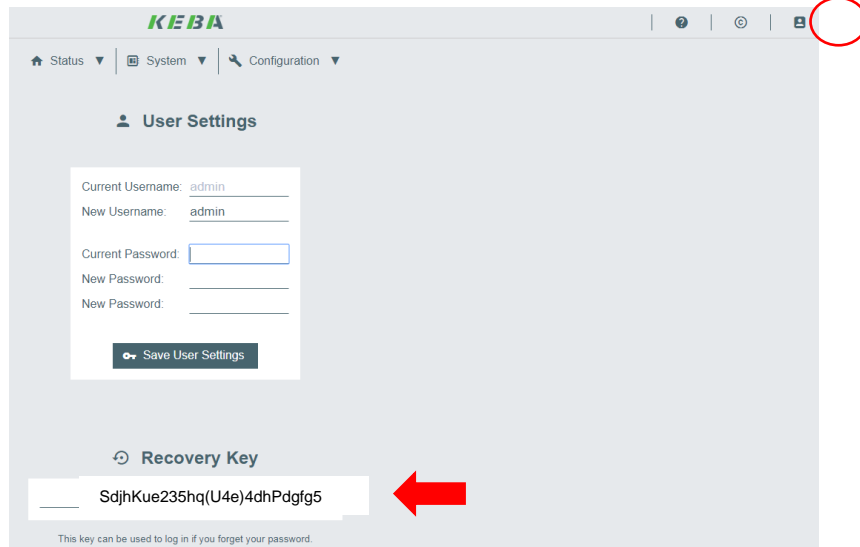 KEBA
Status ▼ System ▼ Configuration ▼
User Settings
Current Username: admin
New Username: admin
Current Password:
New Password:
New Password:
Save User Settings
Recovery Key
SdjhKue235hq(U4e)4dhPdgfg5
This key can be used to log in if you forget your password.